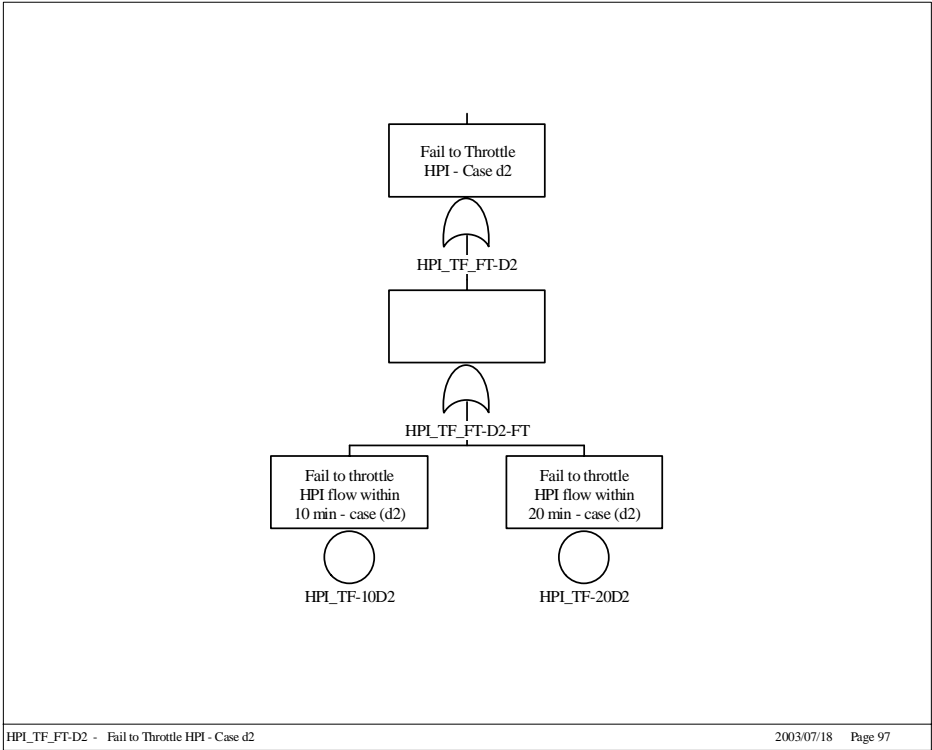 Fail to Throttle
HPI - Case d2
HPI_TF_FT-D2
HPI_TF_FT-D2-FT
Fail to throttle
HPI flow within
10 min - case (d2)
HPI_TF-10D2
Fail to throttle
HPI flow within
20 min - case (d2)
HPI_TF-20D2
HPI_TF_FT-D2 - Fail to Throttle HPI - Case d2 2003/07/18 Page 97